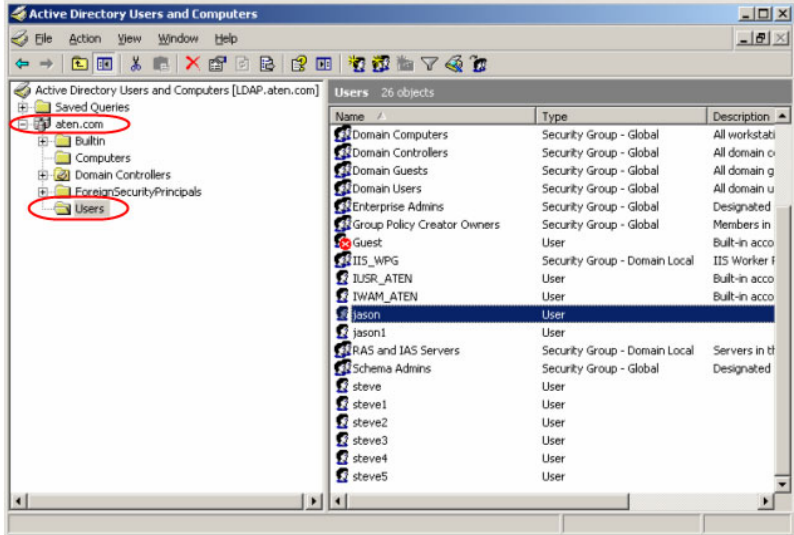 Active Directory Users and Computers
File Action View Window Help
Active Directory Users and Computers [LDAP.aten.com]
Saved Queries
aten.com
Builtin
Computers
Domain Controllers
ForeignSecurityPrincipals
Users
Users 26 objects
Name Type Description
Domain Computers Security Group - Global All workstati
Domain Controllers Security Group - Global All domain c
Domain Guests Security Group - Global All domain g
Domain Users Security Group - Global All domain u
Enterprise Admins Security Group - Global Designated
Group Policy Creator Owners Security Group - Global Members in
Guest User Built-in acco
IIS_WPG Security Group - Domain Local IIS Worker
IUSR_ATEN User Built-in acco
IWAM_ATEN User Built-in acco
jason User
jason1 User
RAS and IAS Servers Security Group - Domain Local Servers in th
Schema Admins Security Group - Global Designated
steve User
steve1 User
steve2 User
steve3 User
steve4 User
steve5 User